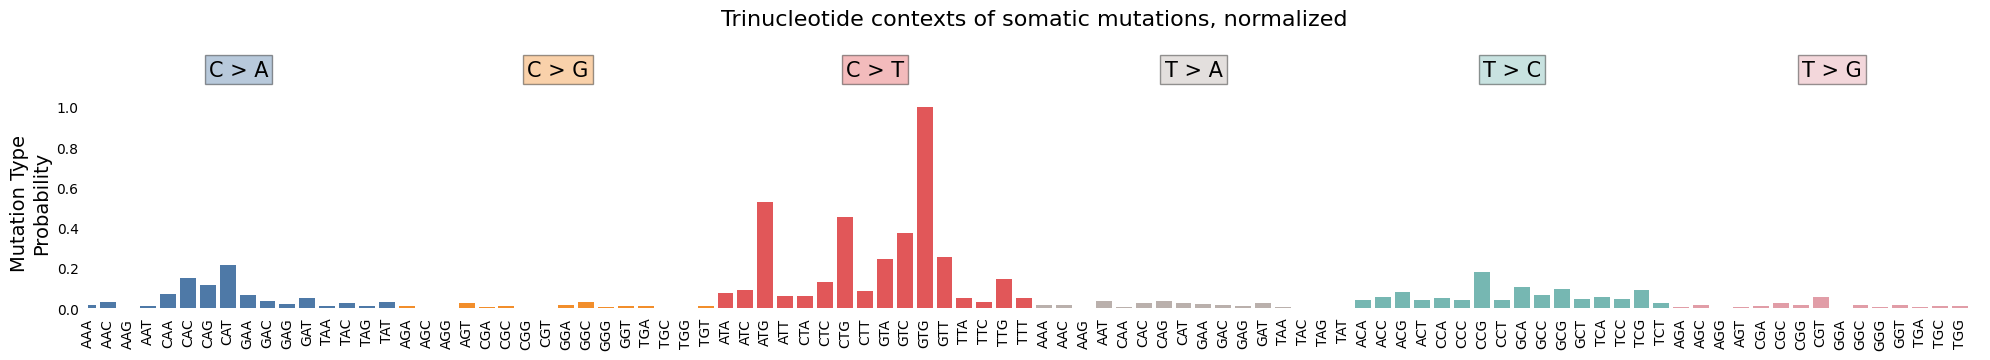 Trinucleotide contexts of somatic mutations, normalized
C > A C > G C > T T > A T > C T > G
Mutation Type
Probability
1.0
0.8
0.6
0.4
0.2
0.0
AAA AAC AAG AAT CAA CAC CAG CAT GAA GAC GAG GAT TAA TAC TAG TAT AGA AGC AGG AGT CGA CGC CGG CGT GGA GGC GGG GGT TGA TGC TGG TGT ATA ATC ATG ATT CTA CTC CTG CTT GTA GTC GTG GTT TTA TTC TTG TTT AAA AAC AAG AAT CAA CAC CAG CAT GAA GAC GAG GAT TAA TAC TAG TAT ACA ACC ACG ACT CCA CCC CCG CCT GCA GCC GCG GCT TCA TCC TCG TCT AGA AGC AGG AGT CGA CGC CGG CGT GGA GGC GGG GGT TGA TGC TGG